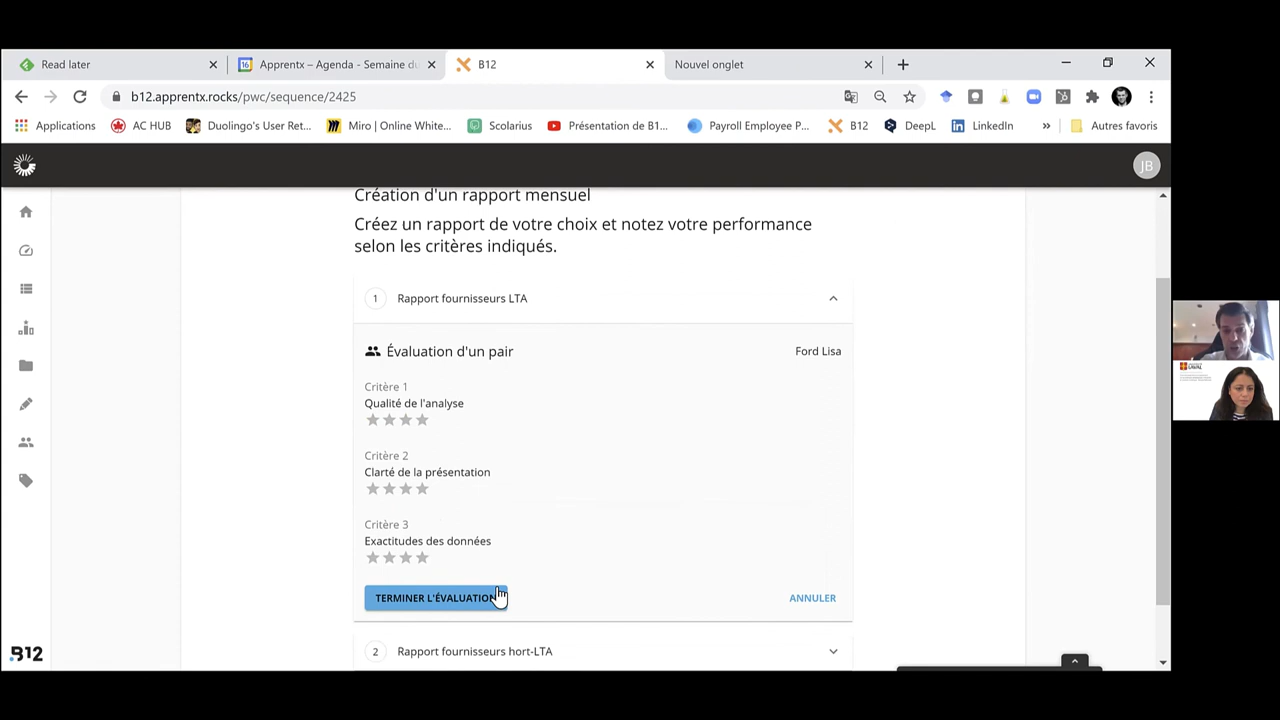 Read later
16
Apprentx – Agenda - Semaine du
B12
Nouvel onglet
b12.apprentx.rocks/pwc/sequence/2425
Applications
AC HUB
Duolingo's User Ret...
Miro | Online White...
Scolarius
Présentation de B1...
Payroll Employee P...
B12
DeepL
LinkedIn
»
Autres favoris
JB
Création d'un rapport mensuel
Créez un rapport de votre choix et notez votre performance
selon les critères indiqués.
1 Rapport fournisseurs LTA
Évaluation d'un pair
Ford Lisa
Critère 1
Qualité de l'analyse
Critère 2
Clarté de la présentation
Critère 3
Exactitudes des données
TERMINER L'ÉVALUATION
ANNULER
2 Rapport fournisseurs hort-LTA
B12
LAVAL